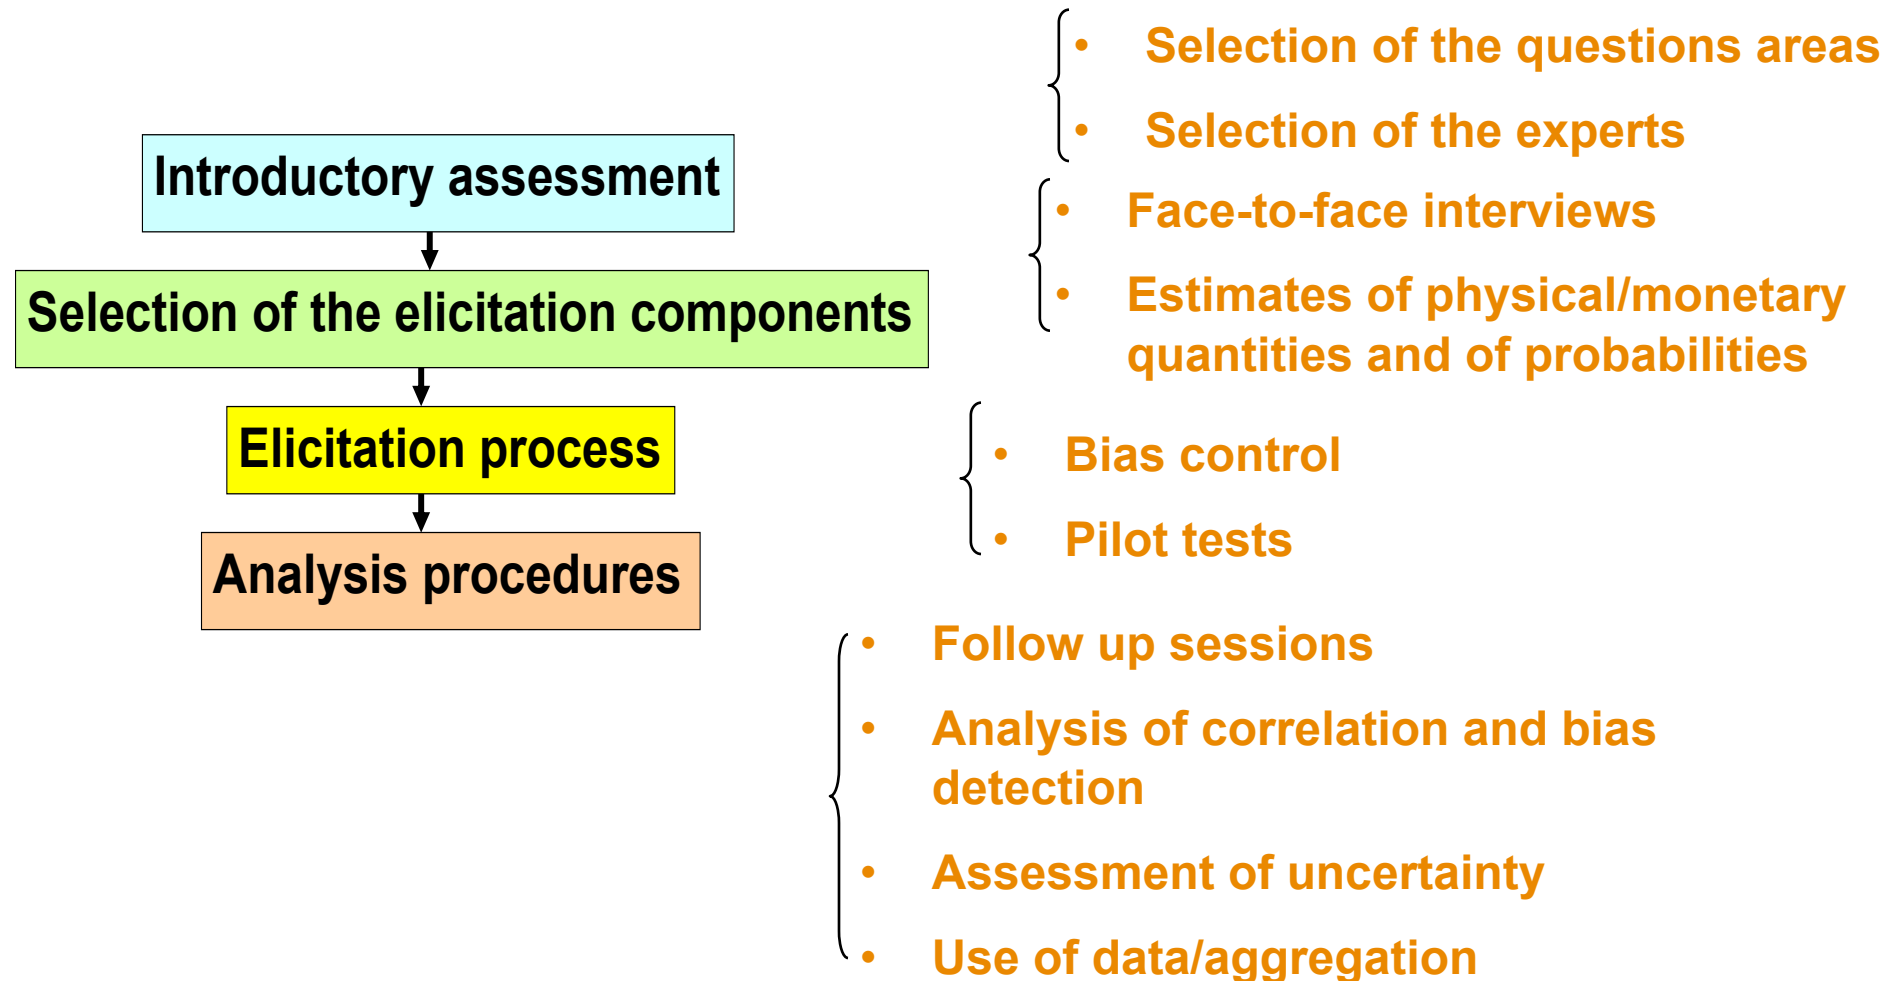 Introductory assessment
Selection of the elicitation components
Elicitation process
Analysis procedures
• Selection of the questions areas
• Selection of the experts
• Face-to-face interviews
• Estimates of physical/monetary
quantities and of probabilities
• Bias control
• Pilot tests
• Follow up sessions
• Analysis of correlation and bias
detection
• Assessment of uncertainty
• Use of data/aggregation